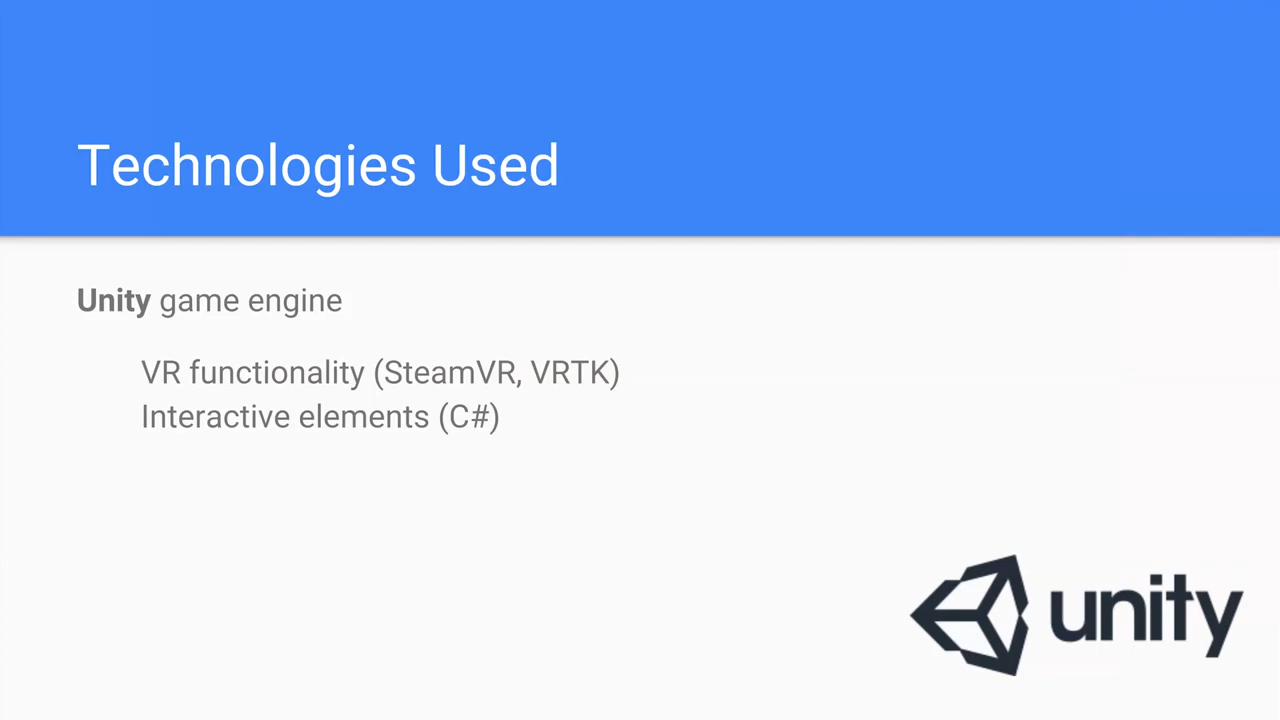 Technologies Used
Unity game engine
VR functionality (SteamVR, VRTK)
Interactive elements (C#)
unity